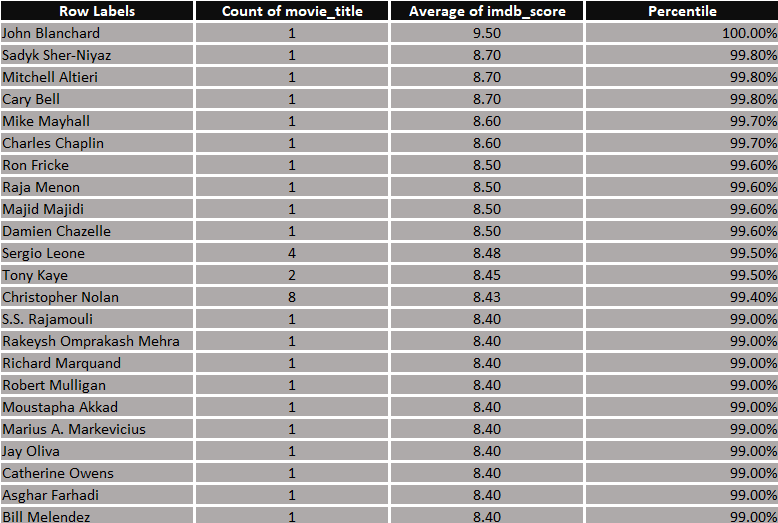 Row Labels Count of movie_title Average of imdb_score Percentile
John Blanchard 1 9.50 100.00%
Sadyk Sher-Niyaz 1 8.70 99.80%
Mitchell Altieri 1 8.70 99.80%
Cary Bell 1 8.70 99.80%
Mike Mayhall 1 8.60 99.70%
Charles Chaplin 1 8.60 99.70%
Ron Fricke 1 8.50 99.60%
Raja Menon 1 8.50 99.60%
Majid Majidi 1 8.50 99.60%
Damien Chazelle 1 8.50 99.60%
Sergio Leone 4 8.48 99.50%
Tony Kaye 2 8.45 99.50%
Christopher Nolan 8 8.43 99.40%
S.S. Rajamouli 1 8.40 99.00%
Rakeysh Omprakash Mehra 1 8.40 99.00%
Richard Marquand 1 8.40 99.00%
Robert Mulligan 1 8.40 99.00%
Moustapha Akkad 1 8.40 99.00%
Marius A. Markevicius 1 8.40 99.00%
Jay Oliva 1 8.40 99.00%
Catherine Owens 1 8.40 99.00%
Asghar Farhadi 1 8.40 99.00%
Bill Melendez 1 8.40 99.00%